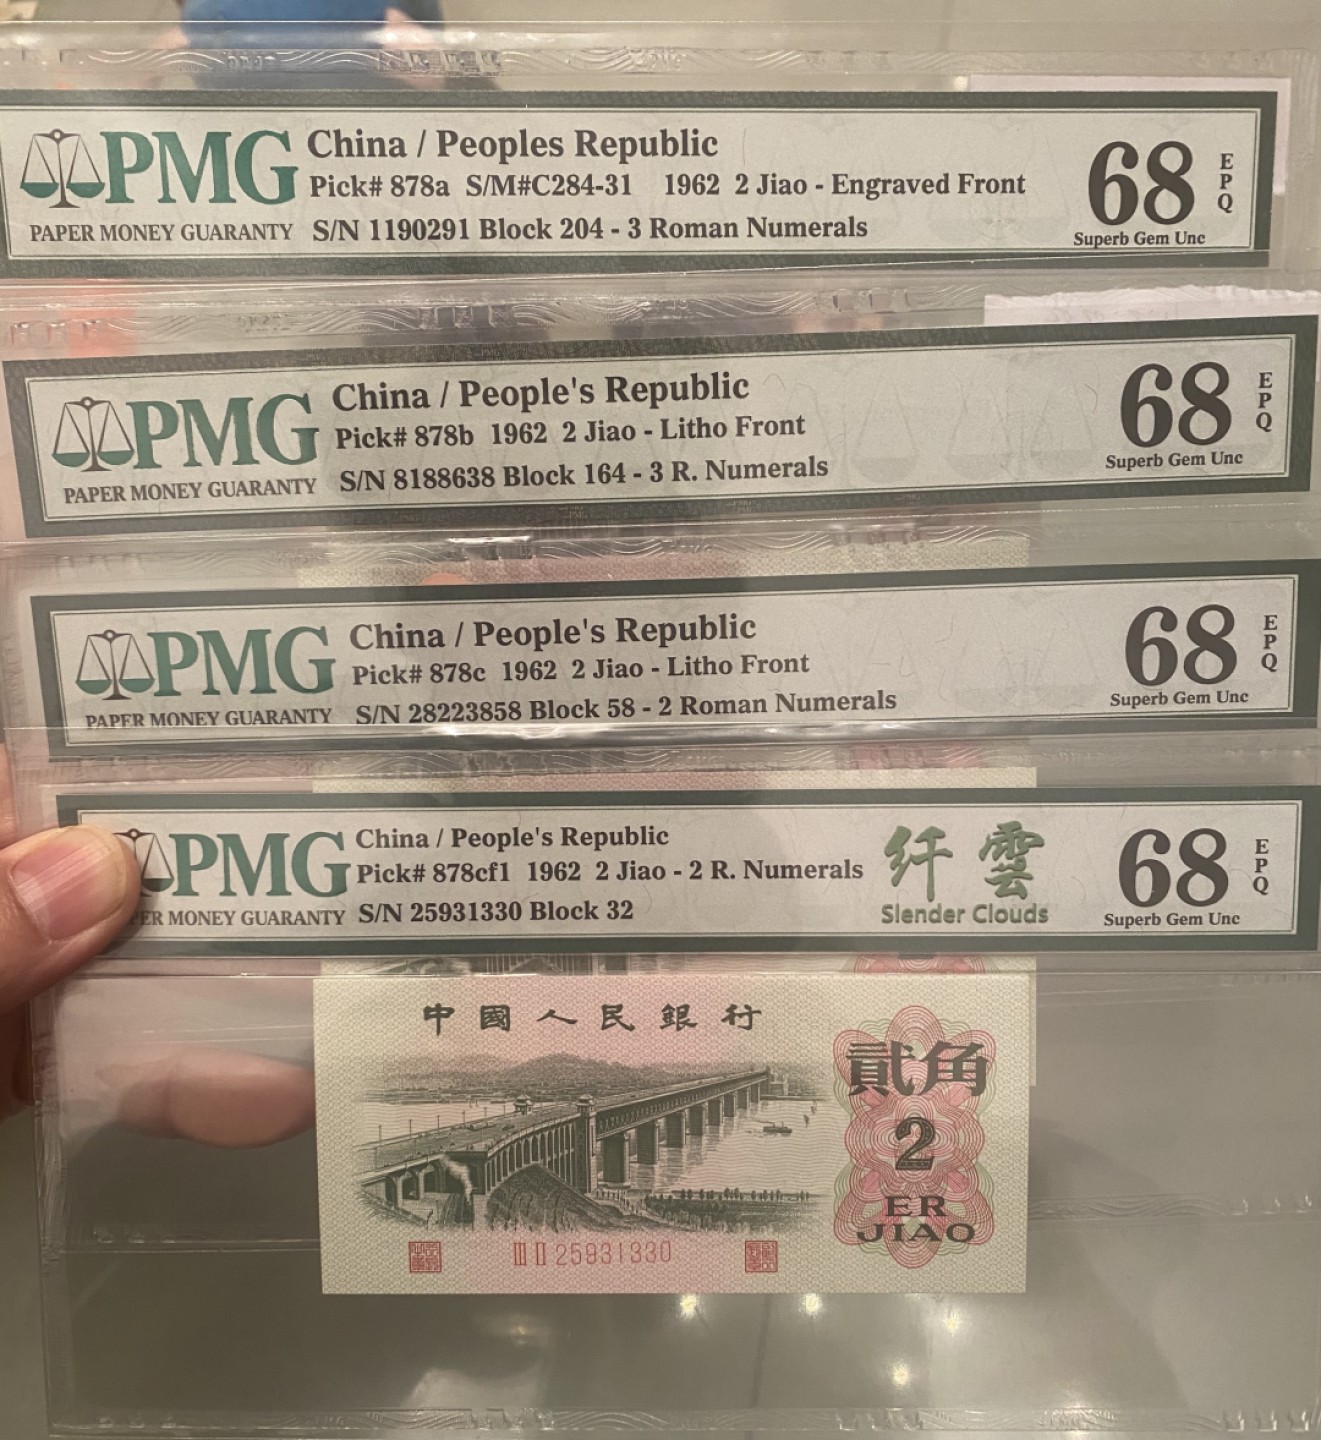 PMG
PAPER MONEY GUARANTY
China / Peoples Republic
Pick# 878a S/M#C284-31 1962 2 Jiao - Engraved Front
S/N 1190291 Block 204 - 3 Roman Numerals
68
EPQ
Superb Gem Unc
PMG
PAPER MONEY GUARANTY
China / People's Republic
Pick# 878b 1962 2 Jiao - Litho Front
S/N 8188638 Block 164 - 3 R. Numerals
68
EPQ
Superb Gem Unc
PMG
PAPER MONEY GUARANTY
China / People's Republic
Pick# 878c 1962 2 Jiao - Litho Front
S/N 28223858 Block 58 - 2 Roman Numerals
68
EPQ
Superb Gem Unc
PMG
ER MONEY GUARANTY
China / People's Republic
Pick# 878cf1 1962 2 Jiao - 2 R. Numerals
S/N 25931330 Block 32
纤雲
Slender Clouds
68
EPQ
Superb Gem Unc
中國人民銀行
貳角
2
ER
JIAO
III II 25931330